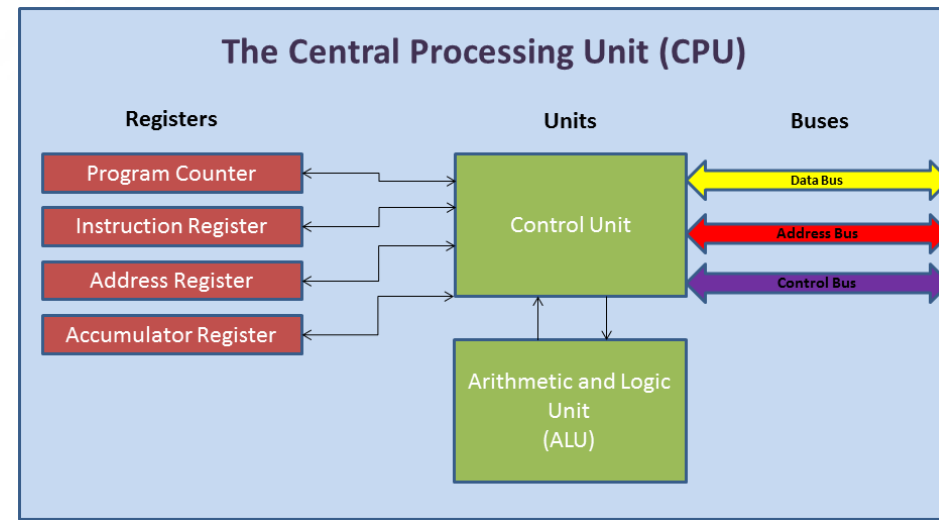 The Central Processing Unit (CPU)
Registers
Units
Buses
Program Counter
Instruction Register
Address Register
Accumulator Register
Control Unit
Arithmetic and Logic
Unit
(ALU)
Data Bus
Address Bus
Control Bus